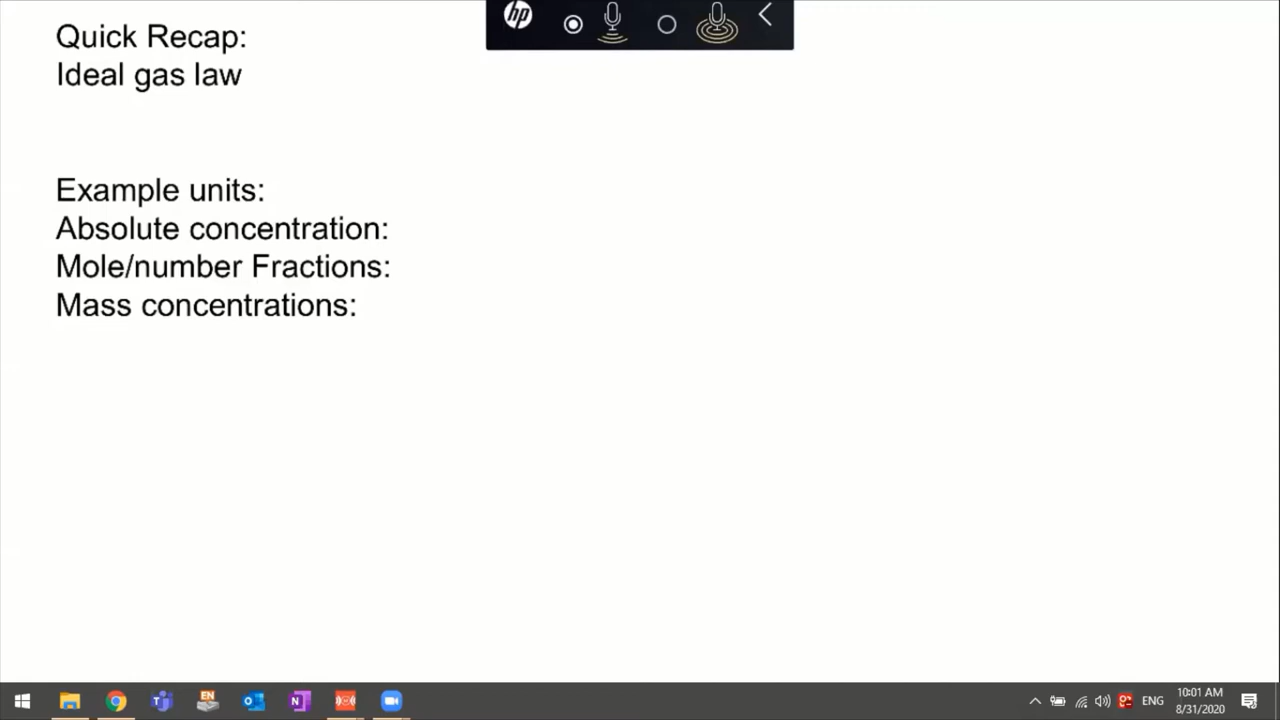 hp
Quick Recap:
Ideal gas law
Example units:
Absolute concentration:
Mole/number Fractions:
Mass concentrations:
EN
N
ENG
10:01 AM
8/31/2020